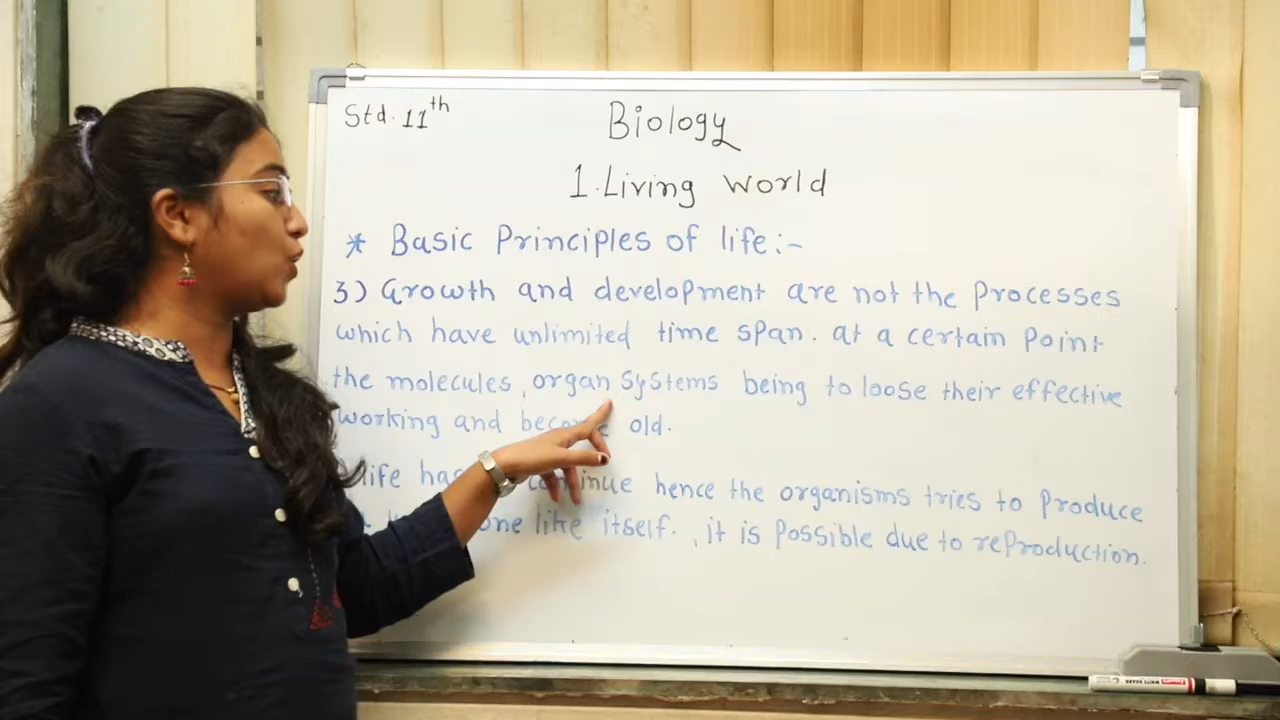 Std. 11th
Biology
1. Living world
* Basic Principles of life:-
3) Growth and development are not the Processes
which have unlimited time span. at a certain Point
the molecules, organ systems being to loose their effective
working and become old.
life has continue hence the organisms tries to Produce
one like itself., it is Possible due to reproduction.